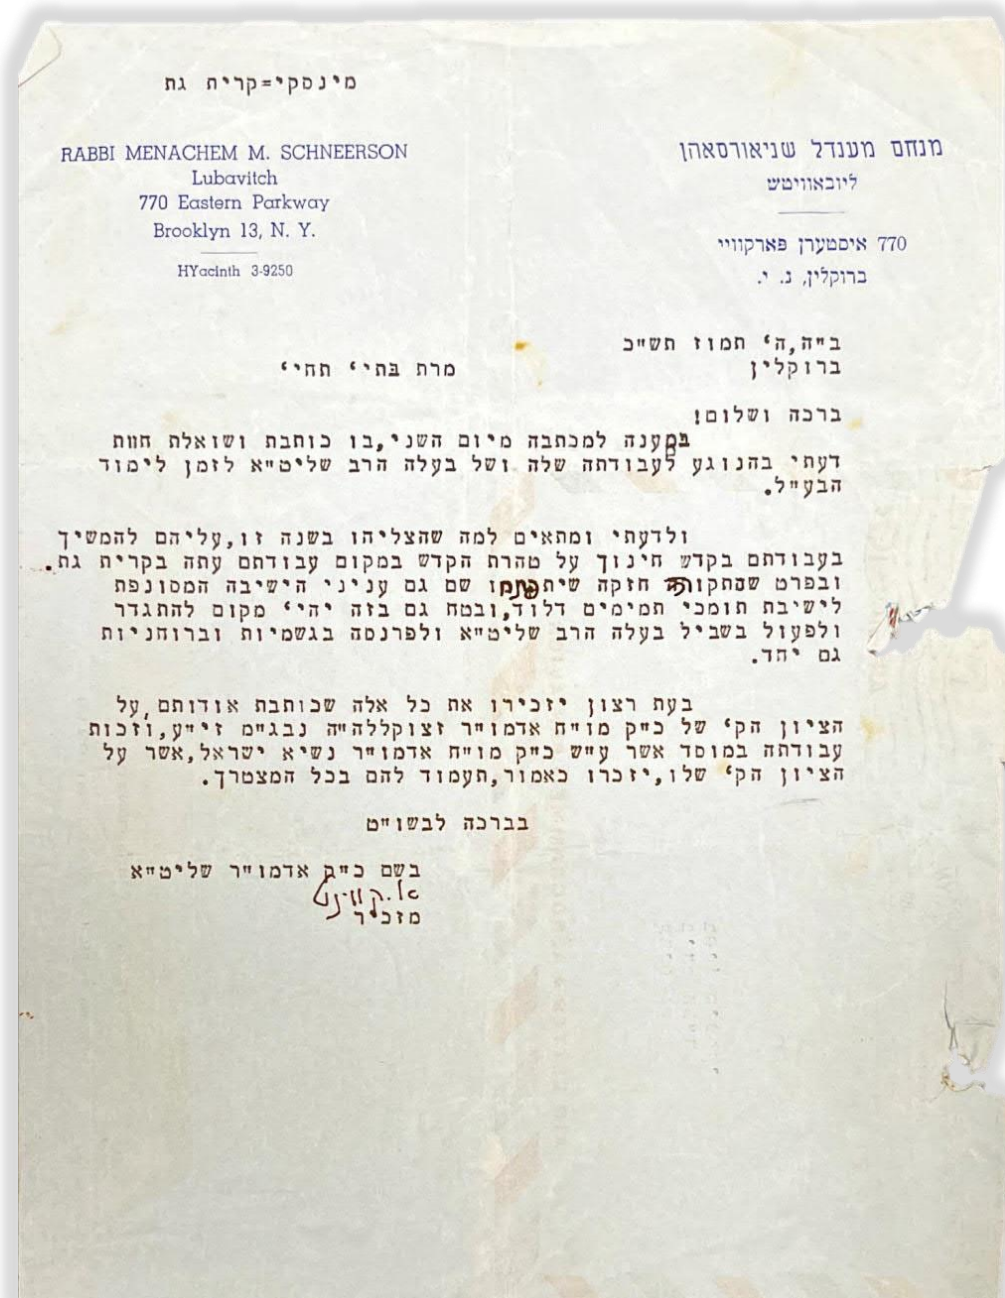 מינסקי=קרית גת
RABBI MENACHEM M. SCHNEERSON
Lubavitch
770 Eastern Parkway
Brooklyn 13, N. Y.
HYacinth 3-9250
מנחם מענדל שניאורסאהן
ליובאוויטש
770 איסטערן פארקוויי
ברוקלין, נ. י.
ב"ה,ה' תמוז תש"כ
ברוקלין
מרת בתי' תחי'
ברכה ושלום!
במענה למכתבה מיום השני,בו כותבת ושואלת חוות
דעתי בהנוגע לעבודתה שלה ושל בעלה הרב שליט"א לזמן לימוד
הבע"ל.
ולדעתי ומתאים למה שהצליחו בשנה זו,עליהם להמשיך
בעבודתם בקדש חינוך על טהרת הקדש במקום עבודתם עתה בקרית גת.
ובפרט שהתקוה חזקה שיתפתחו שם גם עניני הישיבה המסונפת
לישיבת תומכי תמימים דלוד,ובטח גם בזה יהי' מקום להתגדר
ולפעול בשביל בעלה הרב שליט"א ולפרנסה בגשמיות וברוחניות
גם יחד.
בעת רצון יזכירו את כל אלה שכותבת אודותם,על
הציון הק' של כ"ק מו"ח אדמו"ר זצוקללה"ה נבג"מ זי"ע,וזכות
עבודתה במוסד אשר ע"ש כ"ק מו"ח אדמו"ר נשיא ישראל,אשר על
הציון הק' שלו,יזכרו כאמור,תעמוד להם בכל המצטרך.
בברכה לבשו"ט
בשם כ"ק אדמו"ר שליט"א
א. קווינט
מזכיר